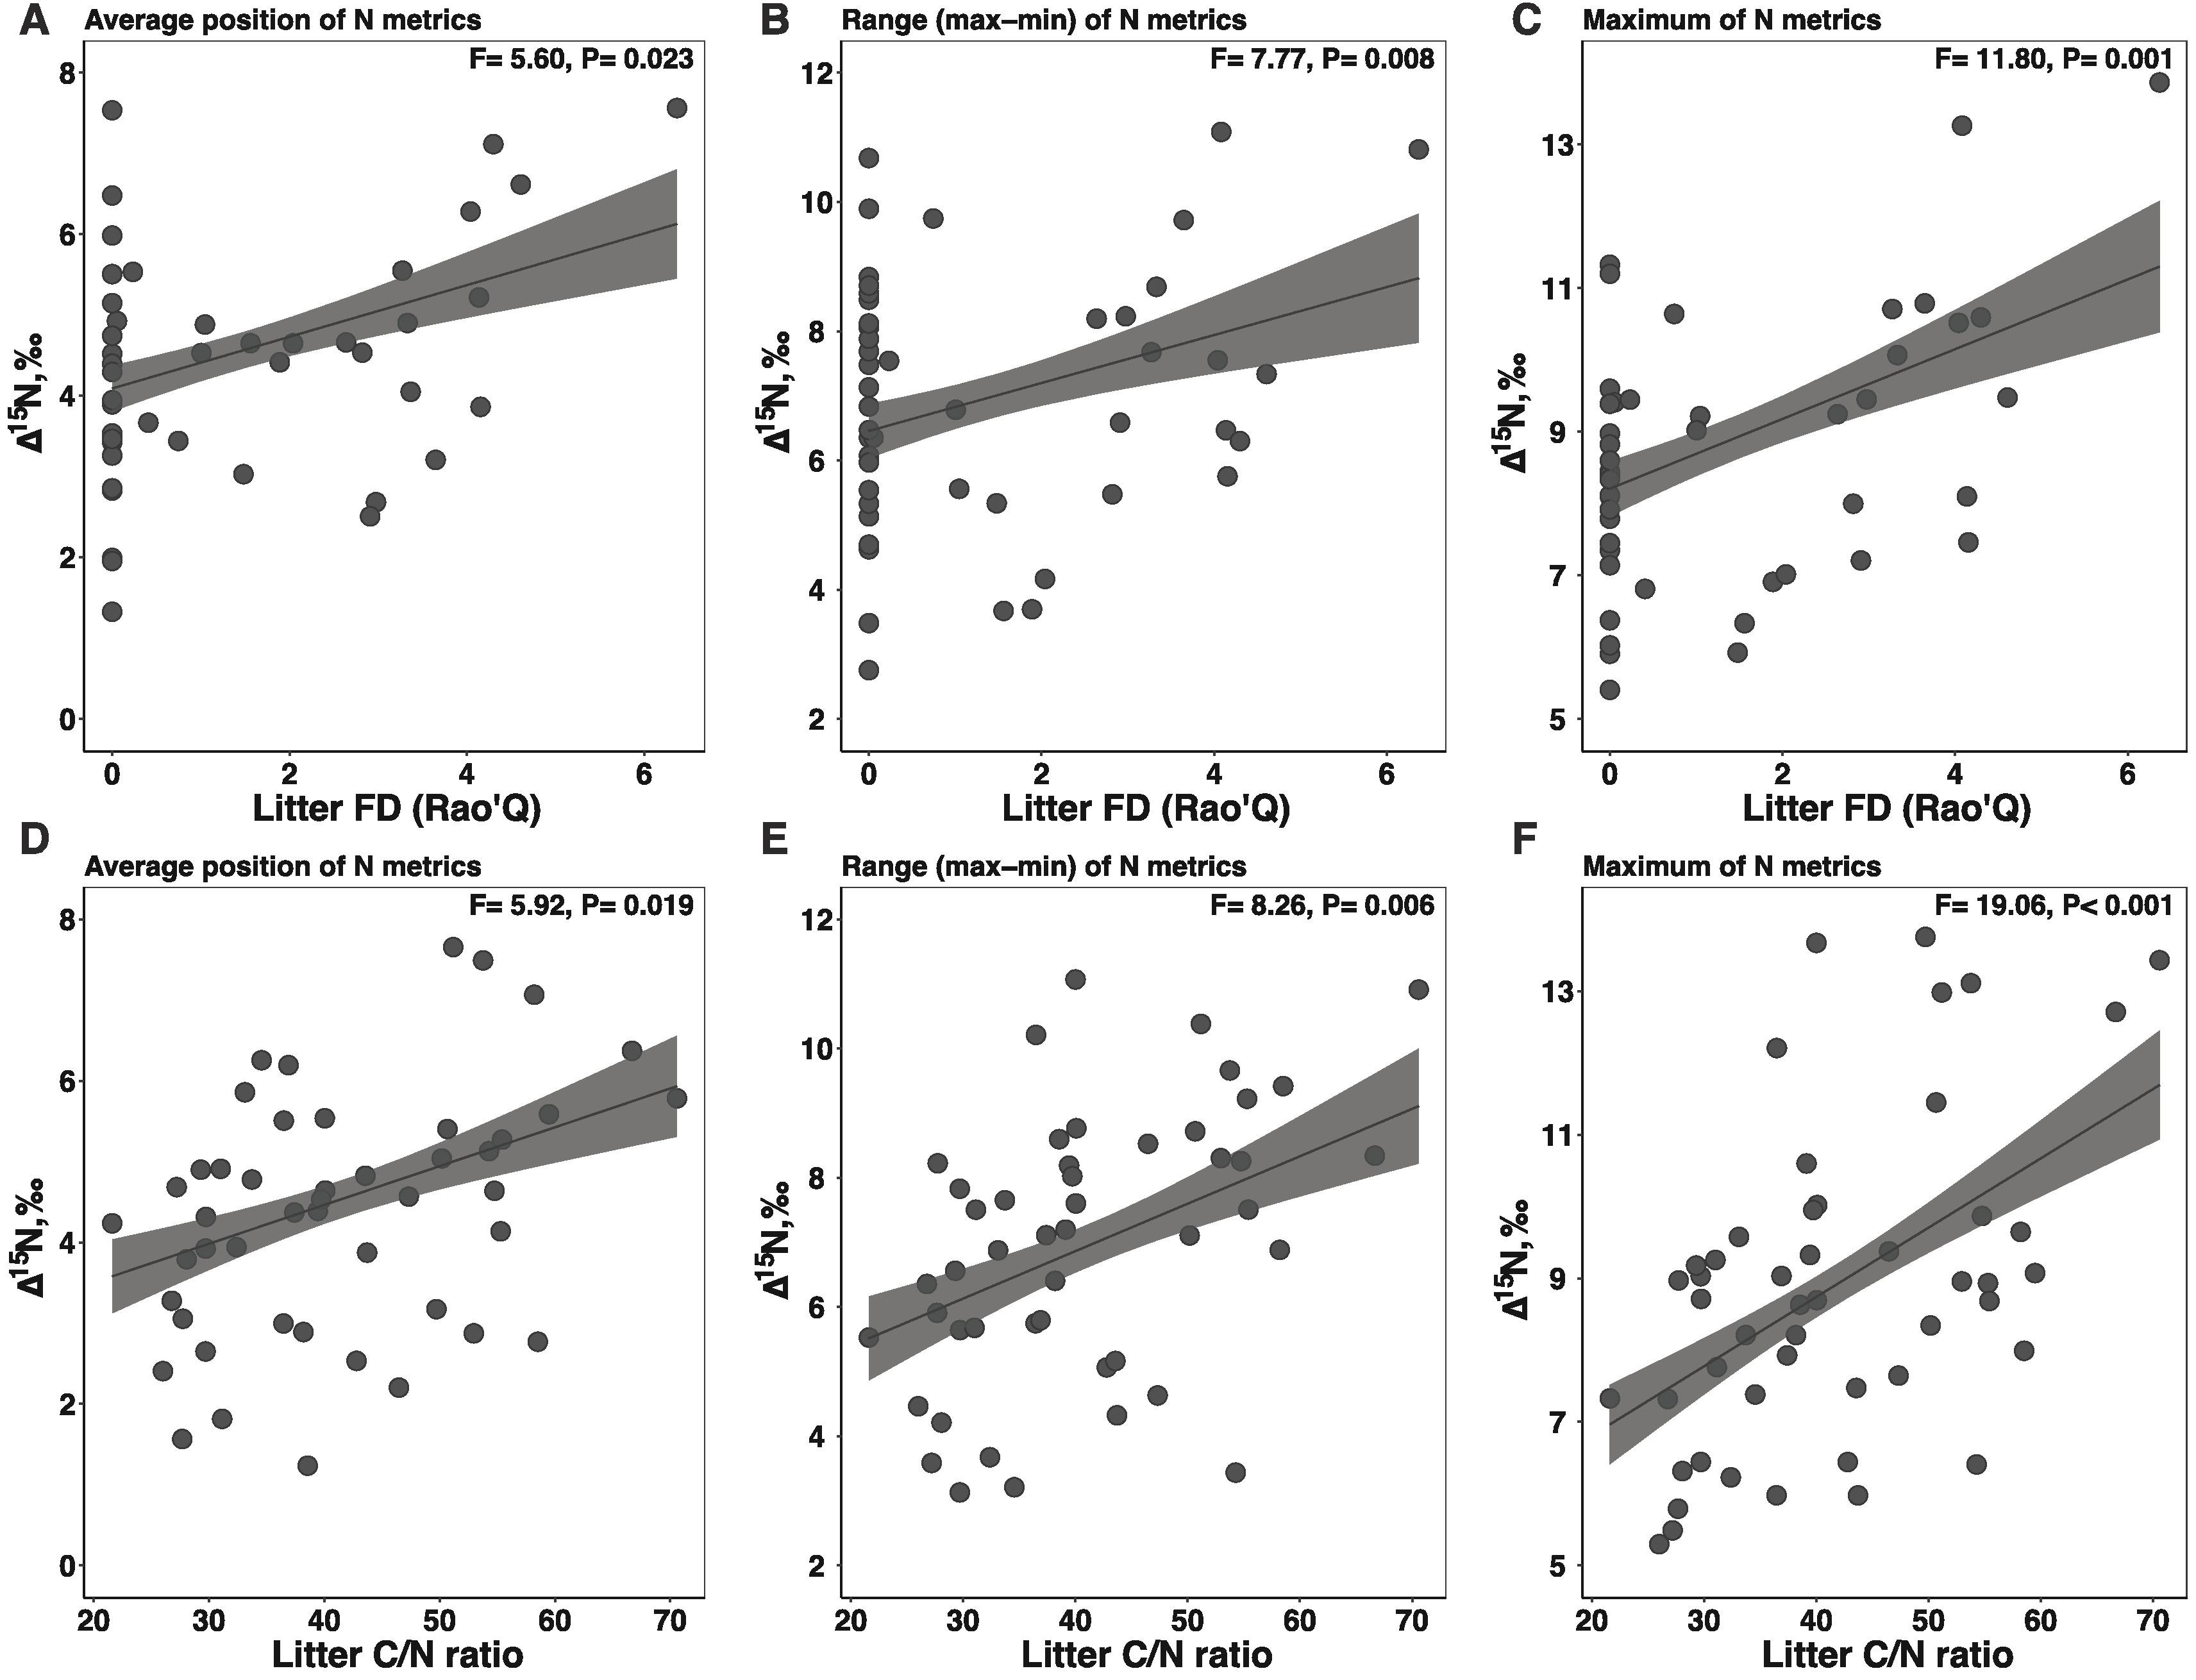 A Average position of N metrics
F= 5.60, P= 0.023
8
6
4
2
0
Δ15N,‰
0 2 4 6
Litter FD (Rao'Q)
B Range (max–min) of N metrics
F= 7.77, P= 0.008
12
10
8
6
4
2
Δ15N,‰
0 2 4 6
Litter FD (Rao'Q)
C Maximum of N metrics
F= 11.80, P= 0.001
13
11
9
7
5
Δ15N,‰
0 2 4 6
Litter FD (Rao'Q)
D Average position of N metrics
F= 5.92, P= 0.019
8
6
4
2
0
Δ15N,‰
20 30 40 50 60 70
Litter C/N ratio
E Range (max–min) of N metrics
F= 8.26, P= 0.006
12
10
8
6
4
2
Δ15N,‰
20 30 40 50 60 70
Litter C/N ratio
F Maximum of N metrics
F= 19.06, P< 0.001
13
11
9
7
5
Δ15N,‰
20 30 40 50 60 70
Litter C/N ratio